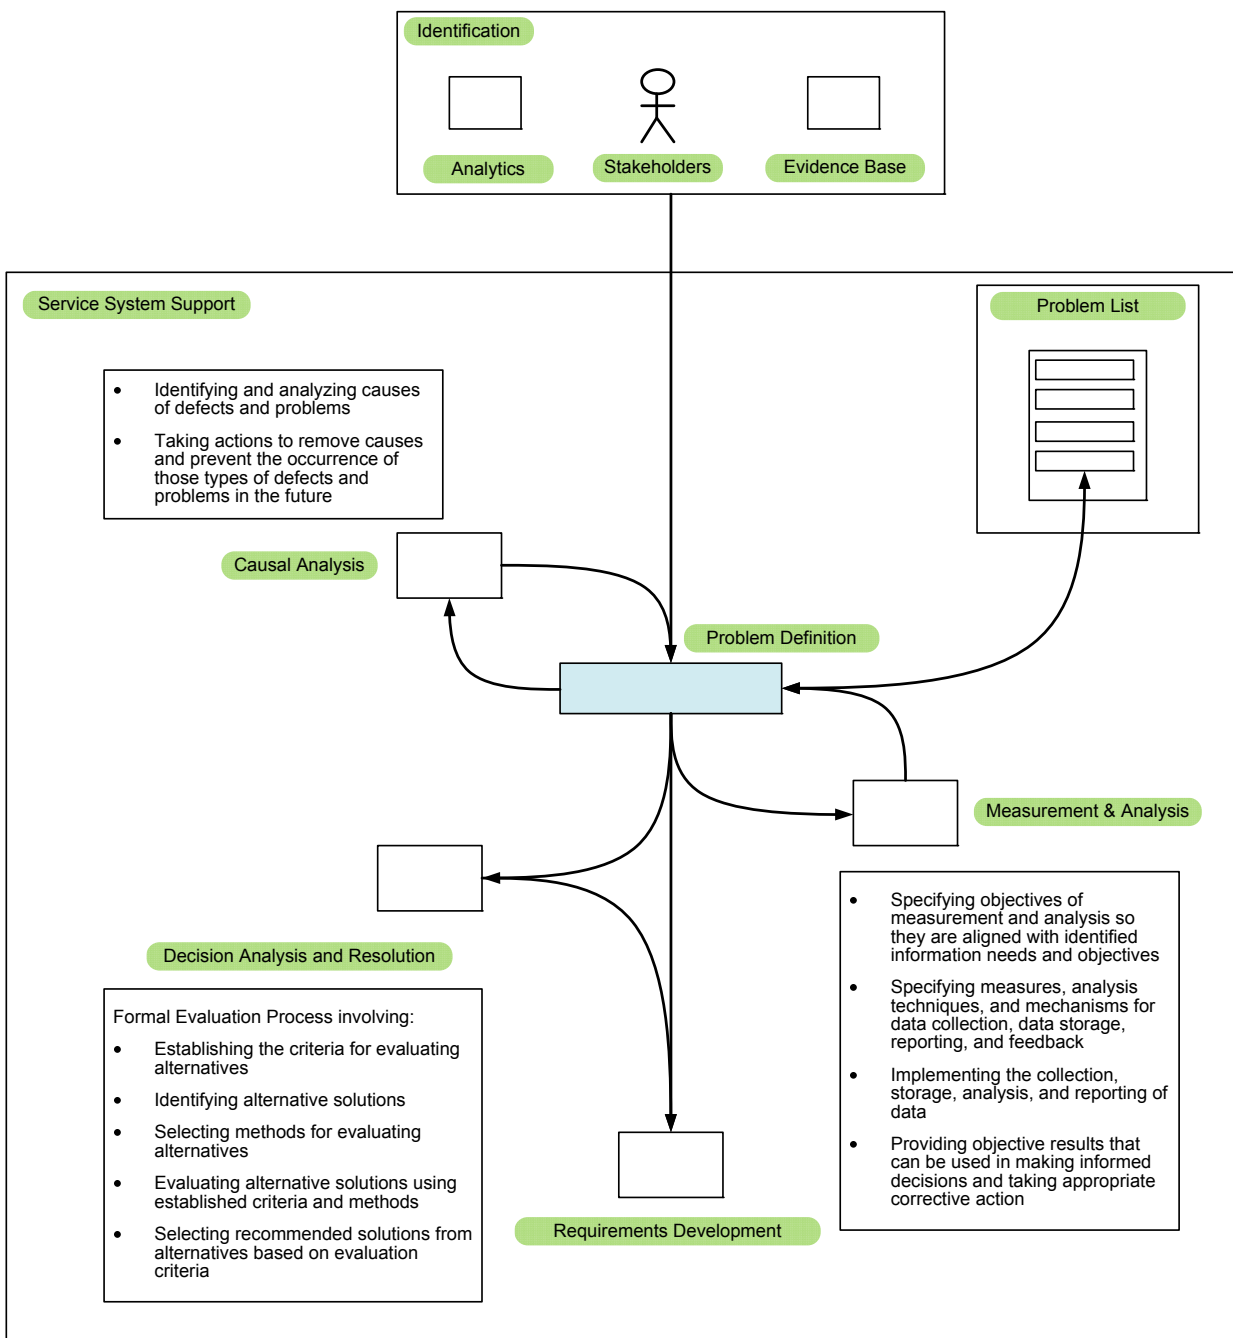 Identification
Analytics
Stakeholders
Evidence Base
Service System Support
Problem List
• Identifying and analyzing causes
of defects and problems
• Taking actions to remove causes
and prevent the occurrence of
those types of defects and
problems in the future
Causal Analysis
Problem Definition
Measurement & Analysis
Decision Analysis and Resolution
Formal Evaluation Process involving:
• Establishing the criteria for evaluating
alternatives
• Identifying alternative solutions
• Selecting methods for evaluating
alternatives
• Evaluating alternative solutions using
established criteria and methods
• Selecting recommended solutions from
alternatives based on evaluation
criteria
• Specifying objectives of
measurement and analysis so
they are aligned with identified
information needs and objectives
• Specifying measures, analysis
techniques, and mechanisms for
data collection, data storage,
reporting, and feedback
• Implementing the collection,
storage, analysis, and reporting of
data
• Providing objective results that
can be used in making informed
decisions and taking appropriate
corrective action
Requirements Development